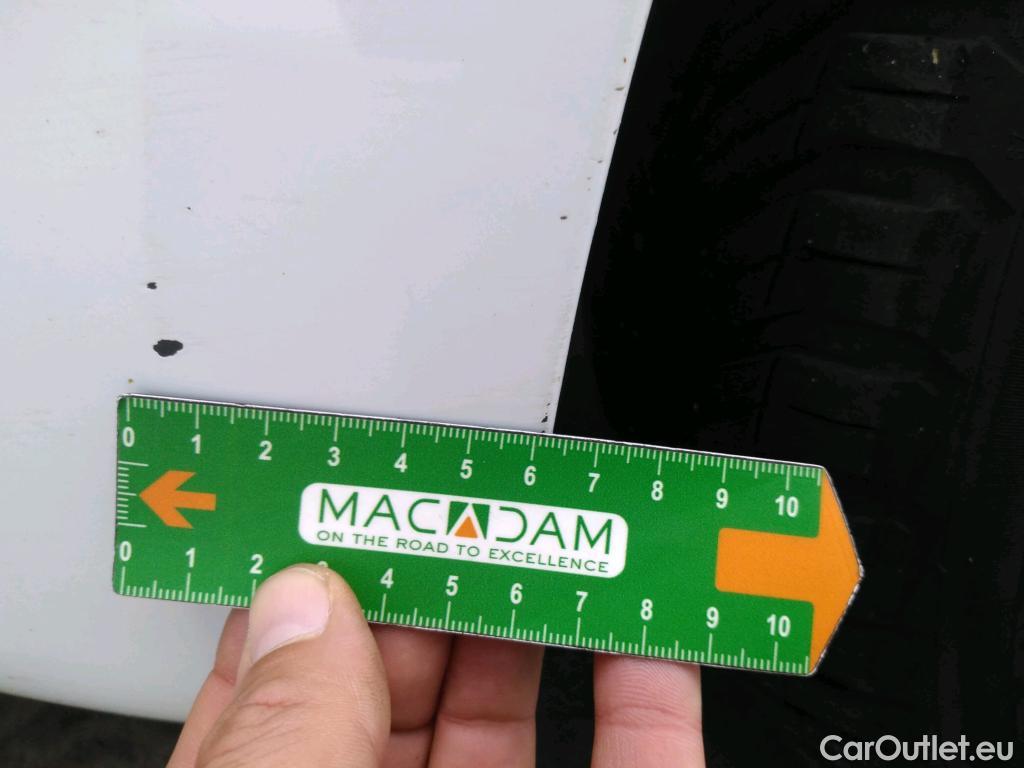 0 1 2 3 4 5 6 7 8 9 10
MACADAM
ON THE ROAD TO EXCELLENCE
0 1 2 3 4 5 6 7 8 9 10
CarOutlet.eu